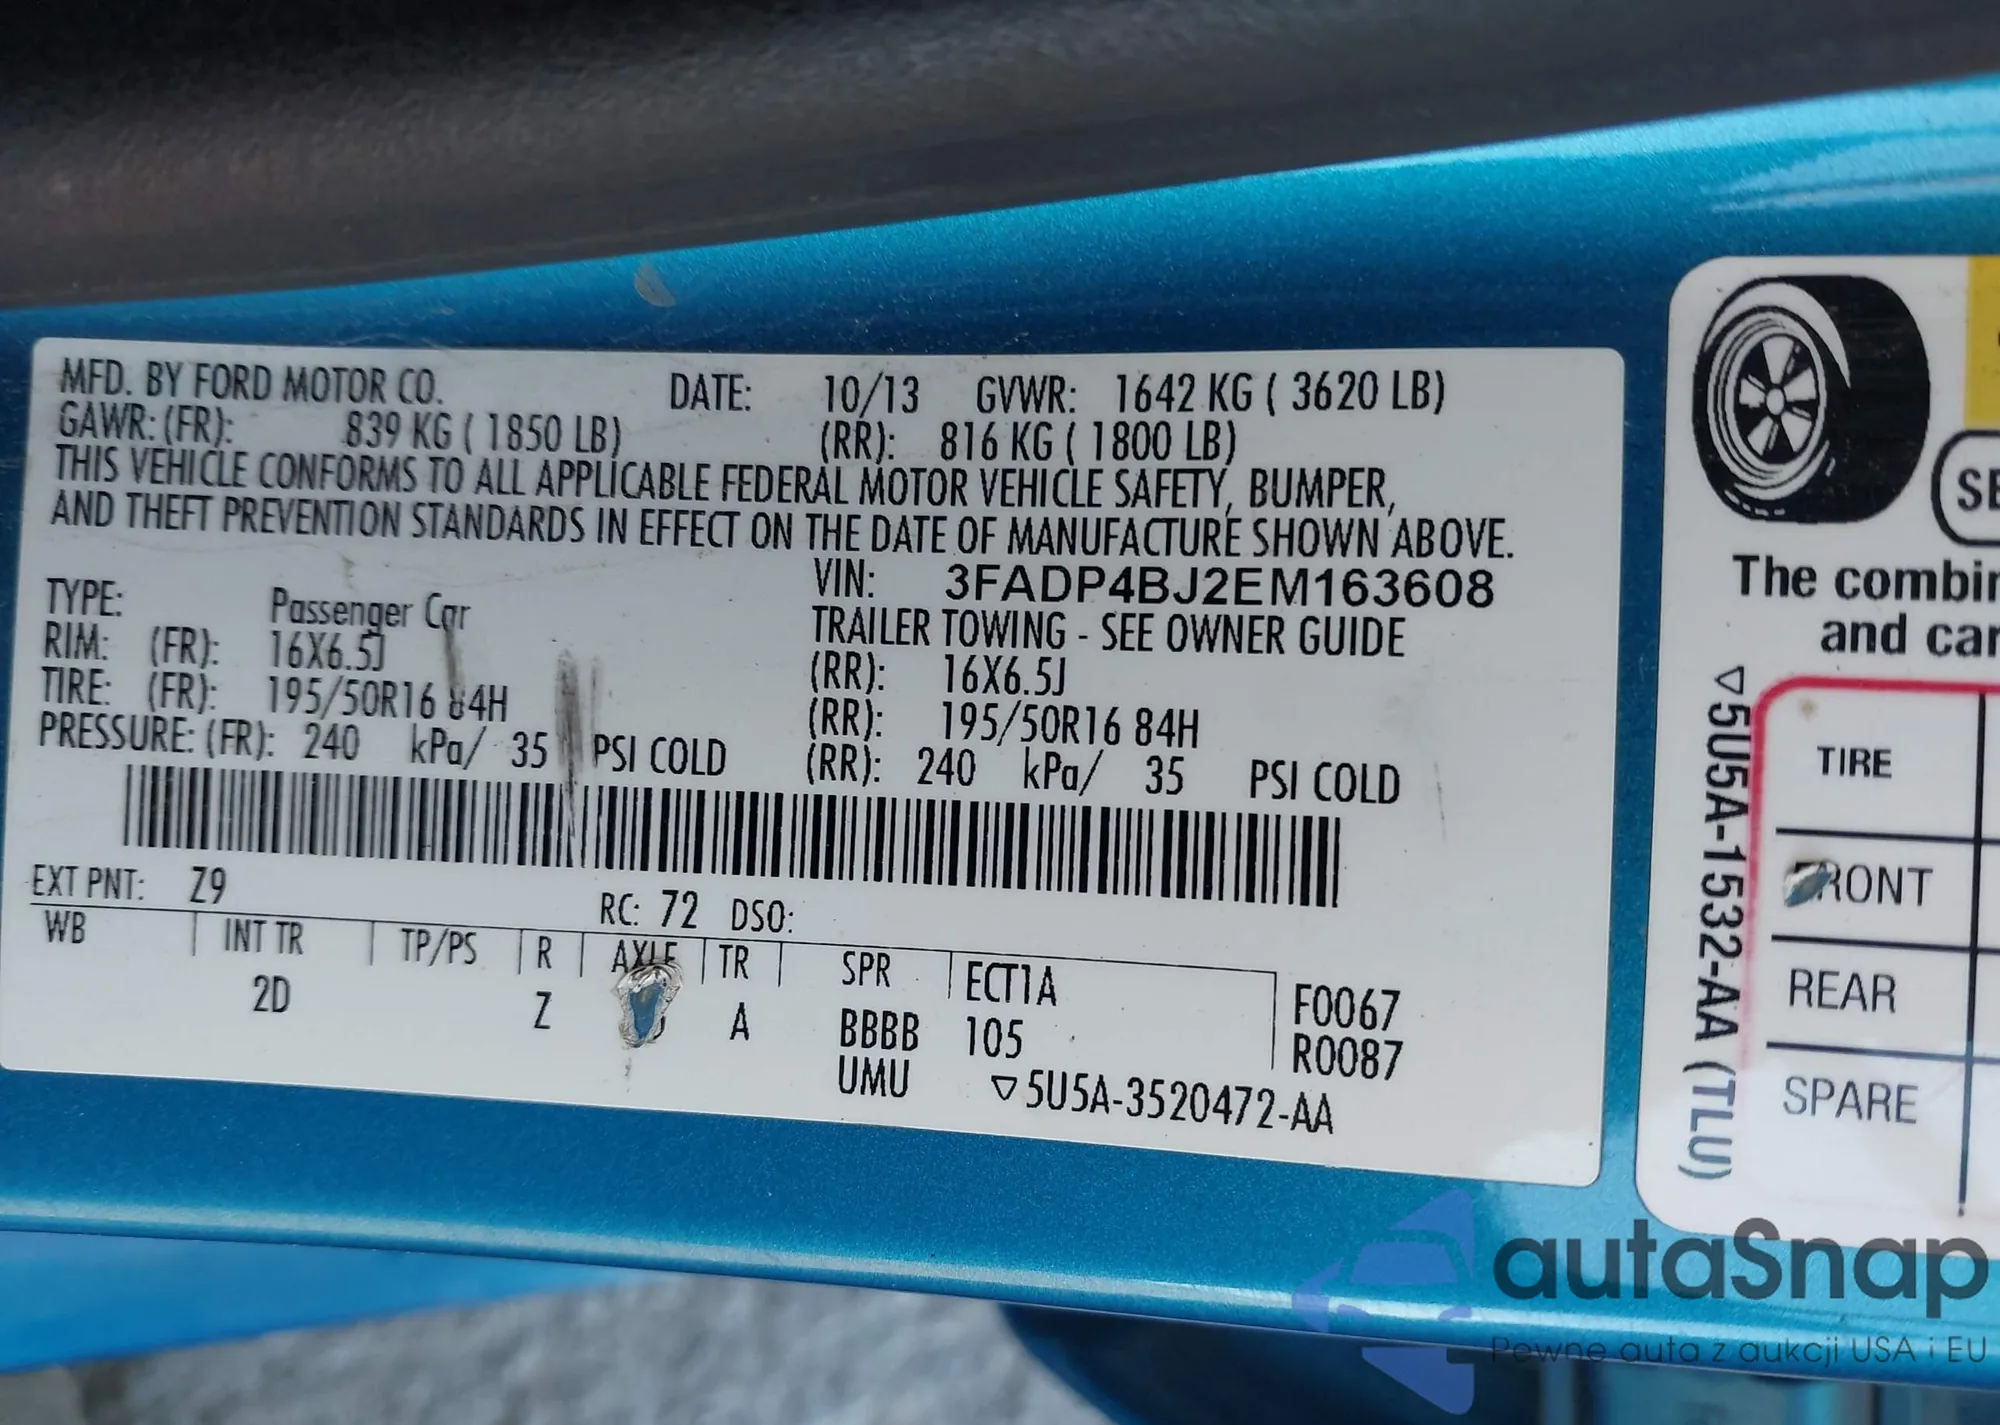 MFD. BY FORD MOTOR CO. DATE: 10/13 GVWR: 1642 KG ( 3620 LB)
GAWR: (FR): 839 KG ( 1850 LB) (RR): 816 KG ( 1800 LB)
THIS VEHICLE CONFORMS TO ALL APPLICABLE FEDERAL MOTOR VEHICLE SAFETY, BUMPER,
AND THEFT PREVENTION STANDARDS IN EFFECT ON THE DATE OF MANUFACTURE SHOWN ABOVE.
VIN: 3FADP4BJ2EM163608
TYPE: Passenger Car TRAILER TOWING - SEE OWNER GUIDE
RIM: (FR): 16X6.5J (RR): 16X6.5J
TIRE: (FR): 195/50R16 84H (RR): 195/50R16 84H
PRESSURE: (FR): 240 kPa/ 35 PSI COLD (RR): 240 kPa/ 35 PSI COLD
EXT PNT: Z9 RC: 72 DSO:
WB INT TR TP/PS R AXLE TR SPR ECT1A F0067
2D Z A BBBB 105 R0087
UMU ▽5U5A-3520472-AA
The combin
and car
▽5U5A-1532-AA (TLU)
TIRE
FRONT
REAR
SPARE
autaSnap
Pewne auta z aukcji USA i EU